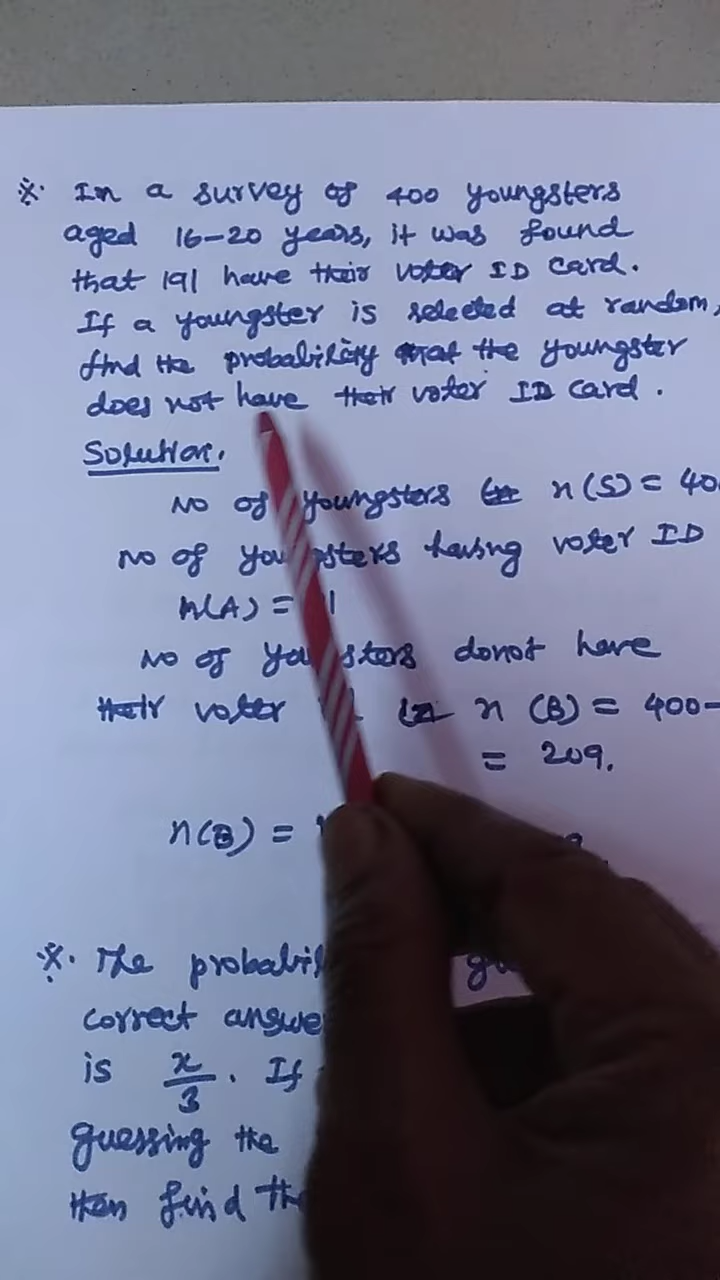 ※. In a survey of 400 youngsters
aged 16-20 years, it was found
that 191 have their voter ID card.
If a youngster is selected at random,
find the probability that the youngster
does not have their voter ID card.
Solution.
No of youngsters n(S) = 40
No of youngsters having voter ID
n(A) = 1
No of youngsters donot have
their voter n (B) = 400-
= 209.
n(B) =
※. The probabil
correct answe
is x/3. If
guessing the
then find the